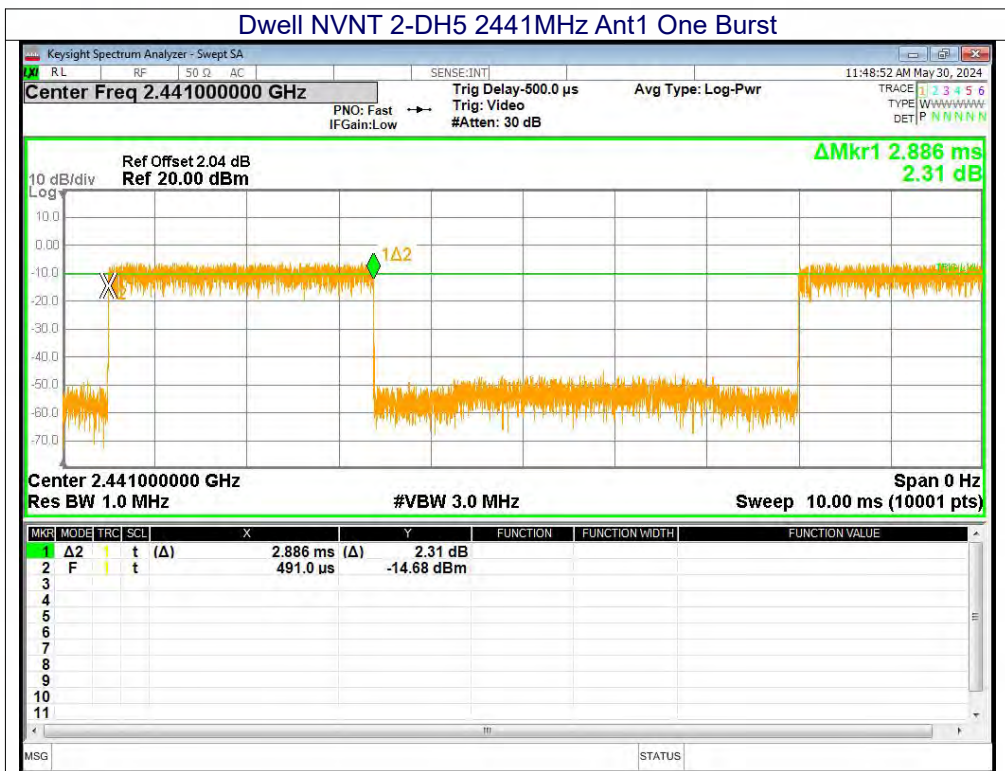 Dwell NVNT 2-DH5 2441MHz Ant1 One Burst
Keysight Spectrum Analyzer - Swept SA
LXI RL RF 50 Ω AC SENSE:INT 11:48:52 AM May 30, 2024
Center Freq 2.441000000 GHz
PNO: Fast
IFGain:Low
Trig Delay-500.0 µs
Trig: Video
#Atten: 30 dB
Avg Type: Log-Pwr
TRACE 1 2 3 4 5 6
TYPE WWWWWWW
DET P N N N N N
ΔMkr1 2.886 ms
2.31 dB
Ref Offset 2.04 dB
10 dB/div Ref 20.00 dBm
Log
10.0
0.00
-10.0
-20.0
-30.0
-40.0
-50.0
-60.0
-70.0
1Δ2
Center 2.441000000 GHz Span 0 Hz
Res BW 1.0 MHz #VBW 3.0 MHz Sweep 10.00 ms (10001 pts)
MKR MODE TRC SCL X Y FUNCTION FUNCTION WIDTH FUNCTION VALUE
1 Δ2 1 t (Δ) 2.886 ms (Δ) 2.31 dB
2 F 1 t 491.0 µs -14.68 dBm
3
4
5
6
7
8
9
10
11
MSG STATUS